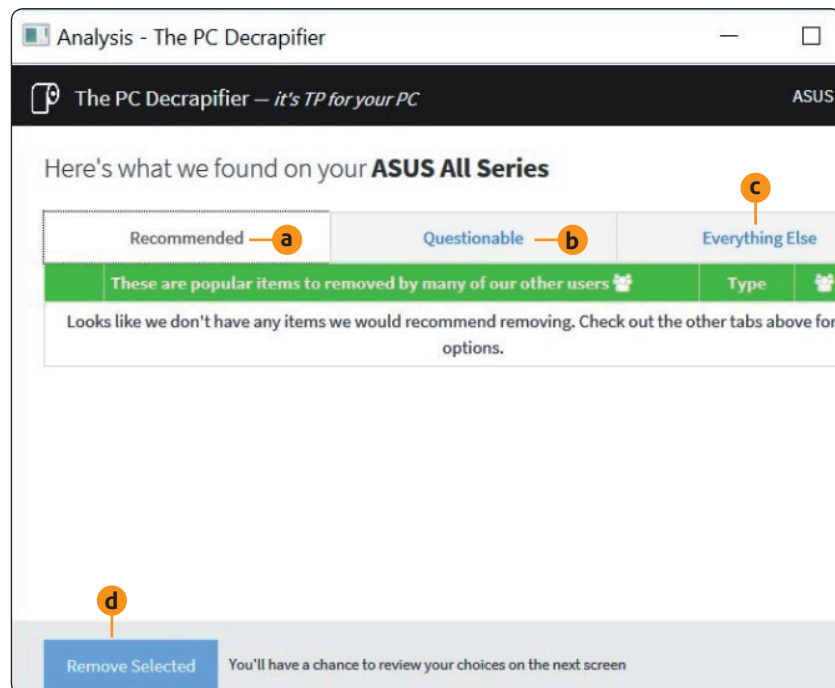 Analysis - The PC Decrapifier
The PC Decrapifier — it's TP for your PC
ASUS
Here's what we found on your ASUS All Series
c
Recommended a Questionable b Everything Else
These are popular items to removed by many of our other users Type
Looks like we don't have any items we would recommend removing. Check out the other tabs above for
options.
d
Remove Selected You'll have a chance to review your choices on the next screen